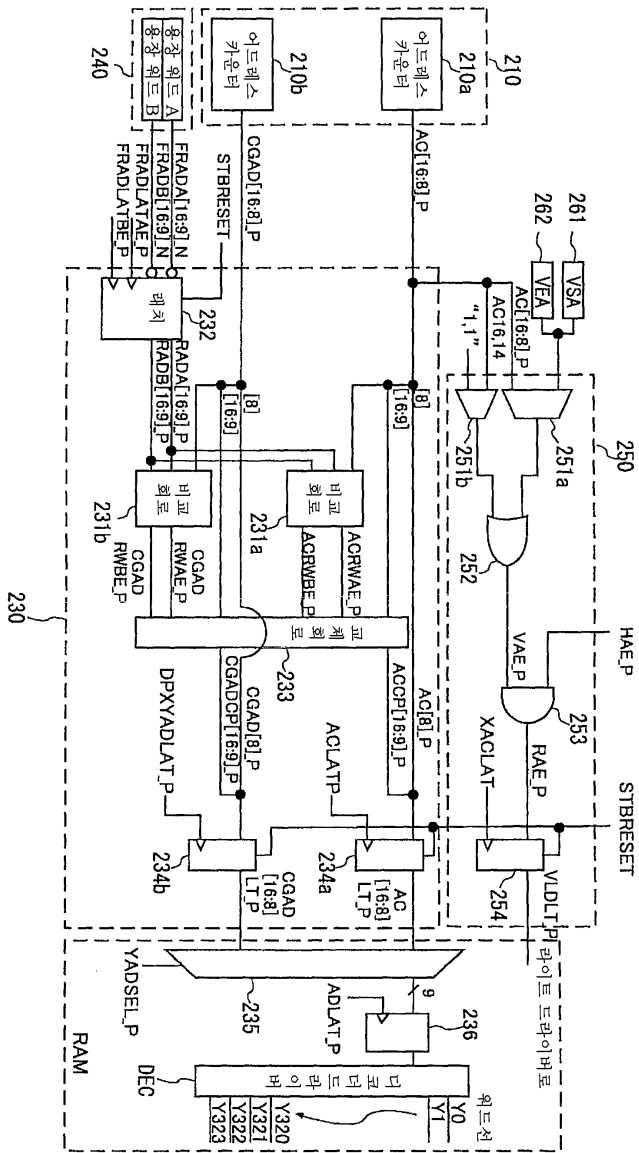 210
어드레스
카운터
210a
어드레스
카운터
210b
용장 워드 A
용장 워드 B
240
AC[16:8]_P
CGAD[16:8]_P
STBRESET
FRADA[16:9]_N
FRADB[16:9]_N
FRADLATAE_P
FRADLATBE_P
261
VSA
262
VEA
AC[16:8]_P
AC16,14
"1,1"
250
251a
251b
252
VAE_P
HAE_P
253
RAE_P
XACLAT
STBRESET
254
VLDLT_P
라이트 드라이버로
래치
232
RADA[16:9]_P
RADB[16:9]_P
[8]
[16:9]
[8]
[16:9]
비교
회로
231a
비교
회로
231b
ACRWAE_P
ACRWBE_P
CGAD
RWAE_P
CGAD
RWBE_P
교체회로
233
230
AC[8]_P
ACCP[16:9]_P
CGAD[8]_P
CGADCP[16:9]_P
ACLATP
DPXYADLAT_P
234a
234b
AC
[16:8]
LT_P
CGAD
[16:8]
LT_P
YADSEL_P
235
9
ADLAT_P
236
디코더드라이버
DEC
RAM
워드선
Y0
Y1
Y320
Y321
Y322
Y323